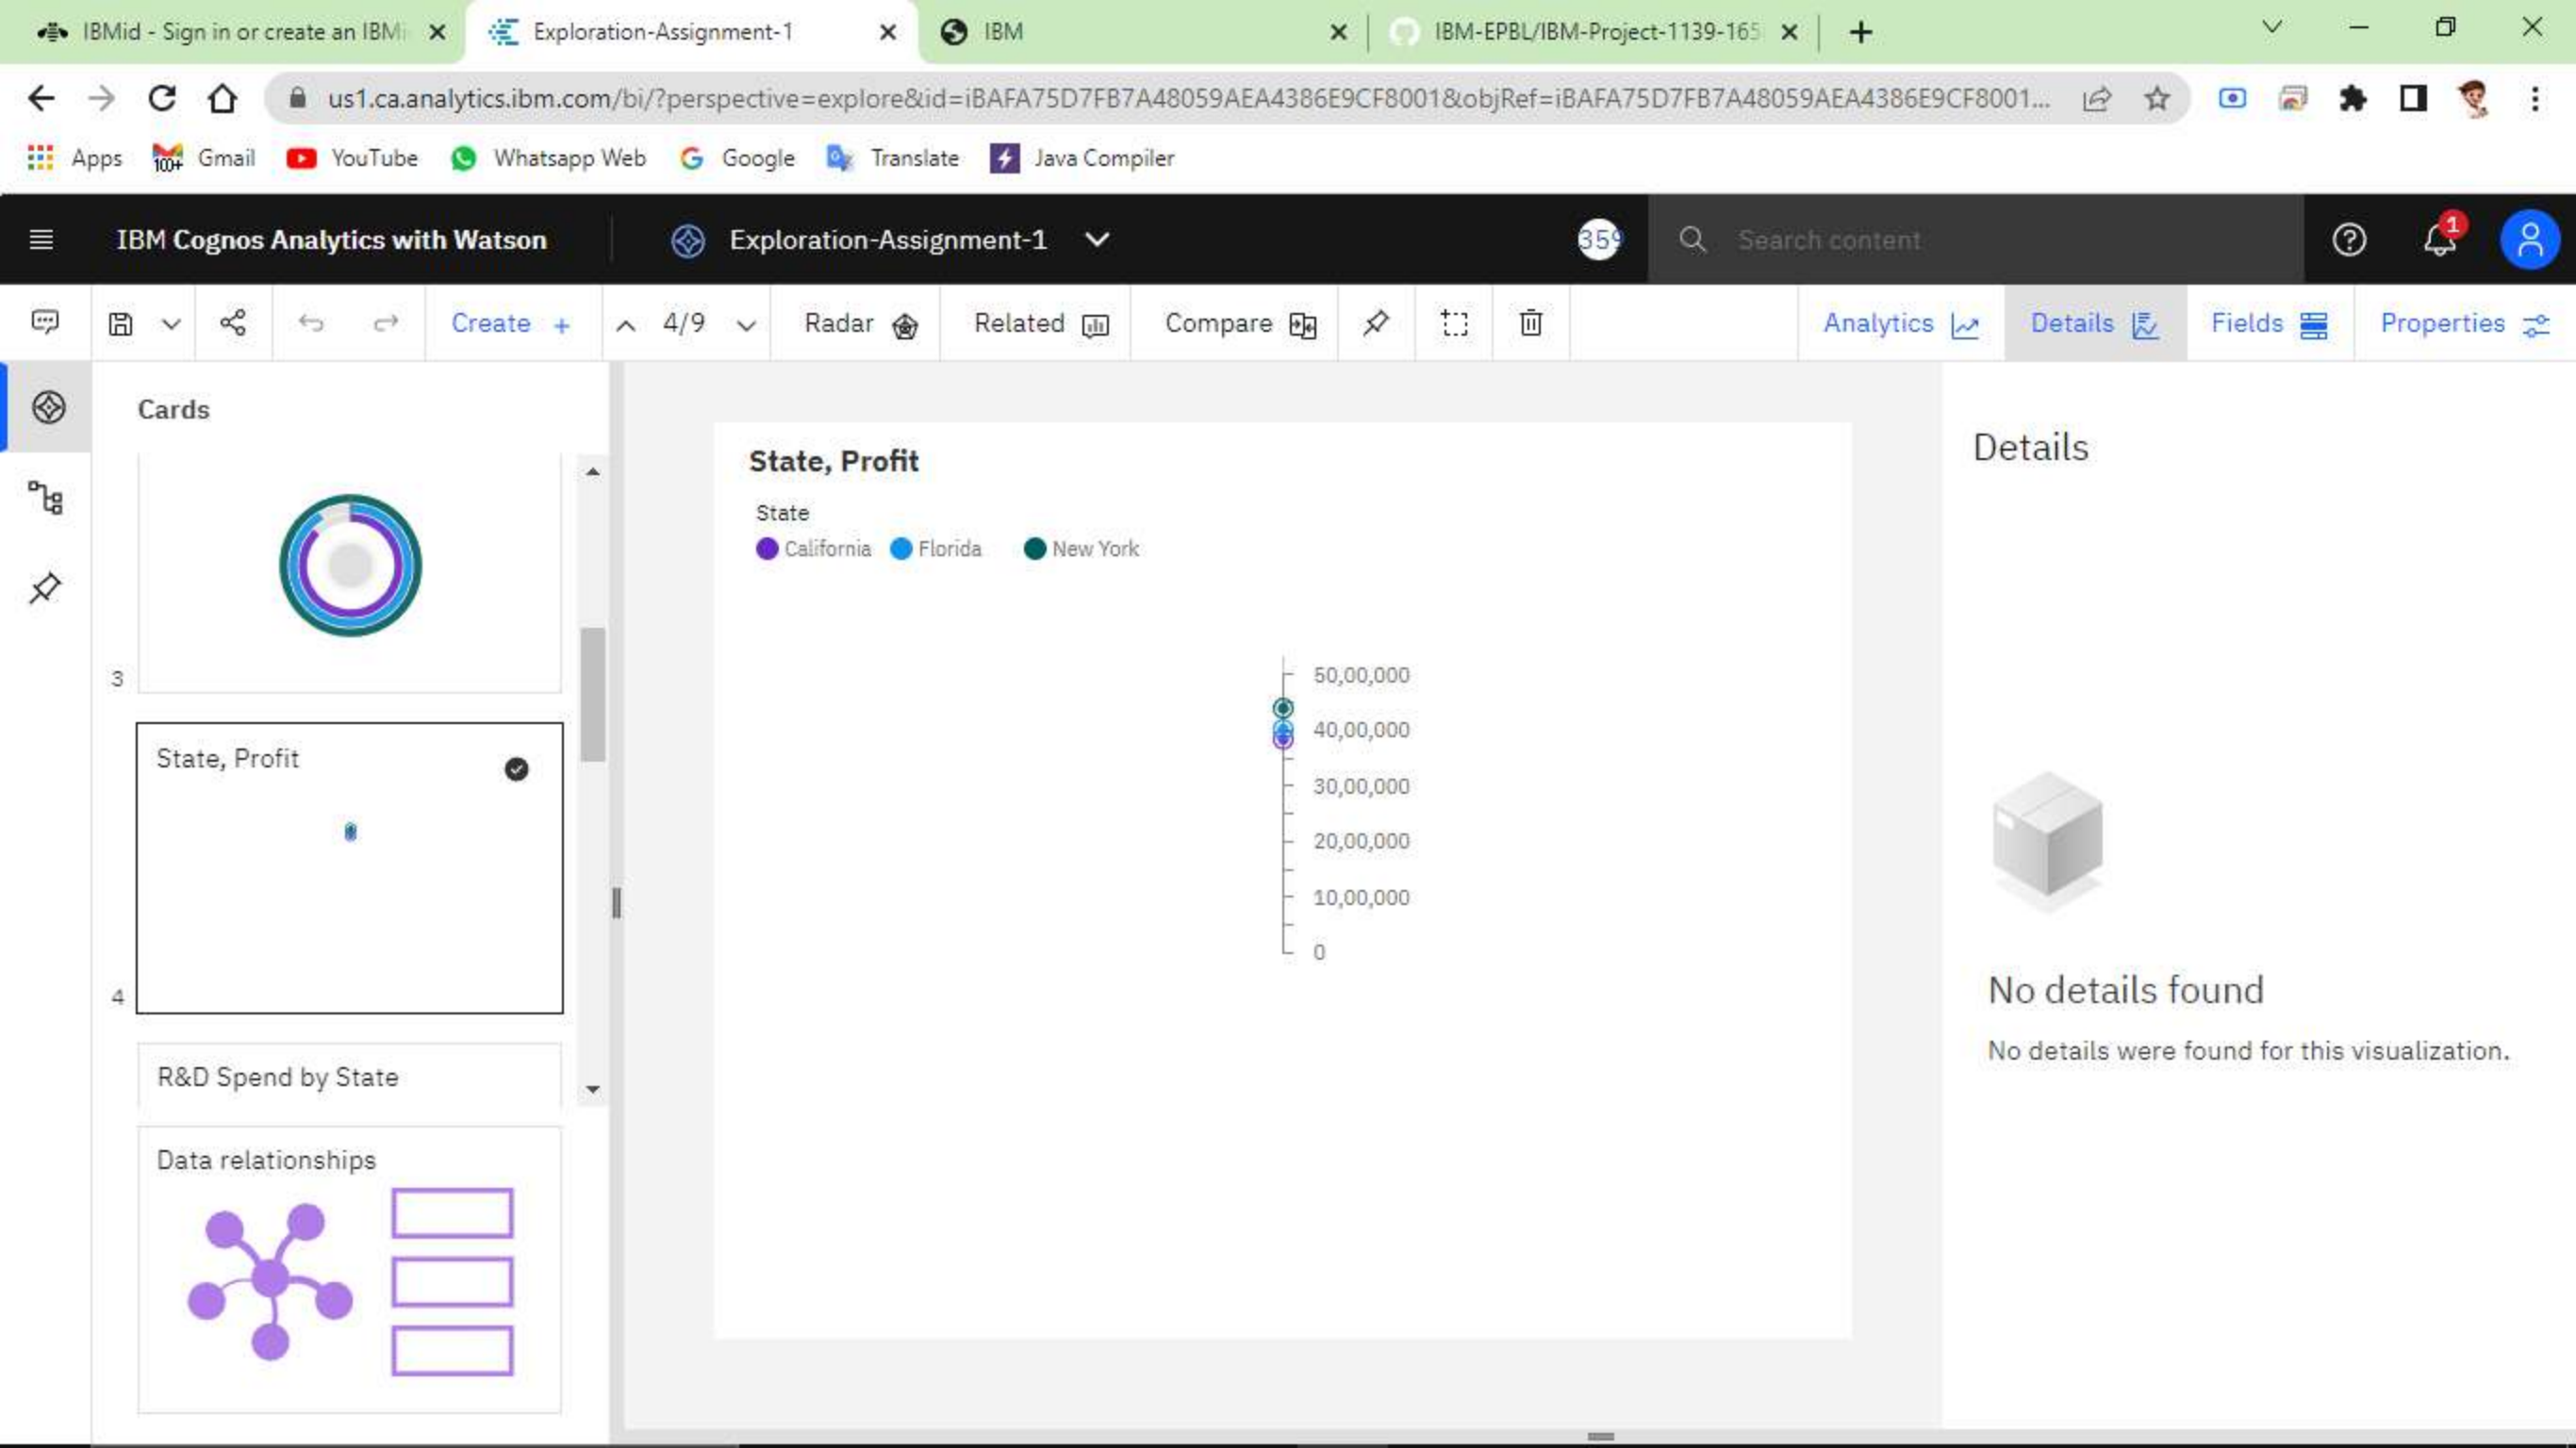 IBMid - Sign in or create an IBMi
Exploration-Assignment-1
IBM
IBM-EPBL/IBM-Project-1139-165
us1.ca.analytics.ibm.com/bi/?perspective=explore&id=iBAFA75D7FB7A48059AEA4386E9CF8001&objRef=iBAFA75D7FB7A48059AEA4386E9CF8001...
Apps
100+
Gmail
YouTube
Whatsapp Web
Google
Translate
Java Compiler
IBM Cognos Analytics with Watson
Exploration-Assignment-1
359
Search content
1
Create +
4/9
Radar
Related
Compare
Analytics
Details
Fields
Properties
Cards
3
State, Profit
4
R&D Spend by State
Data relationships
State, Profit
State
California
Florida
New York
50,00,000
40,00,000
30,00,000
20,00,000
10,00,000
0
Details
No details found
No details were found for this visualization.